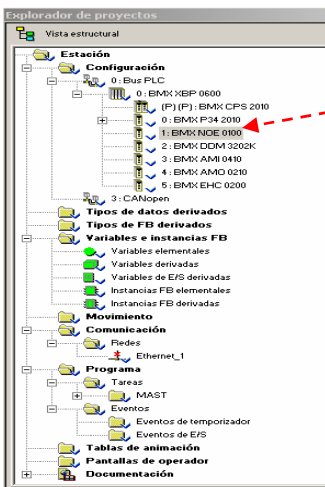 Explorador de proyectos
Vista estructural
Estación
Configuración
0: Bus PLC
0: BMX XBP 0600
(P) (P): BMX CPS 2010
0: BMX P34 2010
1: BMX NOE 0100
2: BMX DDM 3202K
3: BMX AMI 0410
4: BMX AMO 0210
5: BMX EHC 0200
3: CANopen
Tipos de datos derivados
Tipos de FB derivados
Variables e instancias FB
Variables elementales
Variables derivadas
Variables de E/S derivadas
Instancias FB elementales
Instancias FB derivadas
Movimiento
Comunicación
Redes
Ethernet_1
Programa
Tareas
MAST
Eventos
Eventos de temporizador
Eventos de E/S
Tablas de animación
Pantallas de operador
Documentación